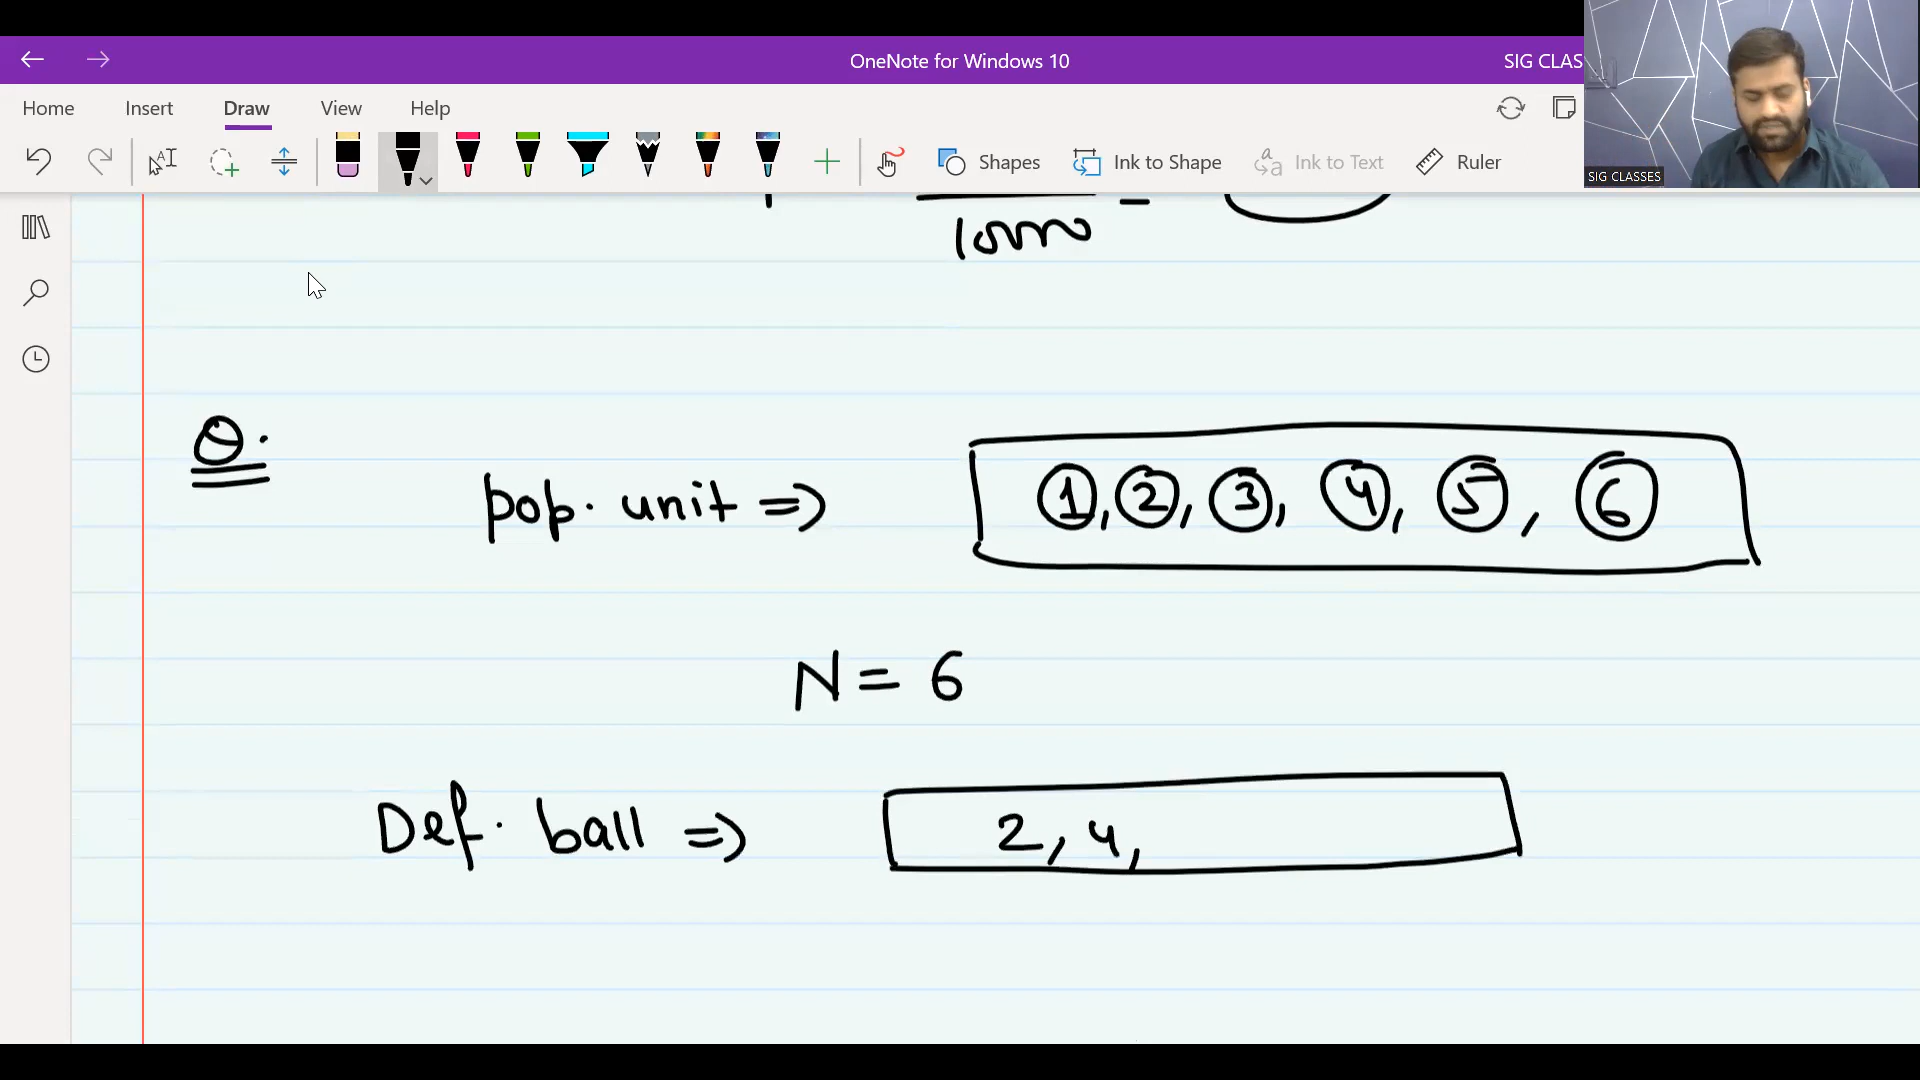 OneNote for Windows 10
SIG CLAS
Home Insert Draw View Help
Shapes Ink to Shape Ink to Text Ruler
SIG CLASSES
Q.
pop. unit => 1, 2, 3, 4, 5, 6
N = 6
Def. ball => 2, 4,